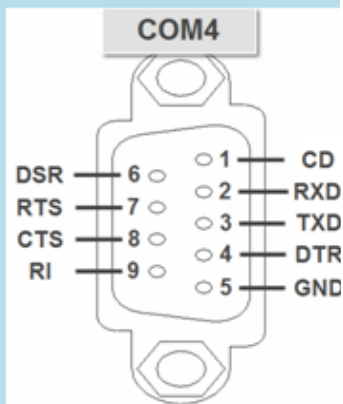 COM4
1 CD
DSR 6
2 RXD
RTS 7
3 TXD
CTS 8
4 DTR
RI 9
5 GND